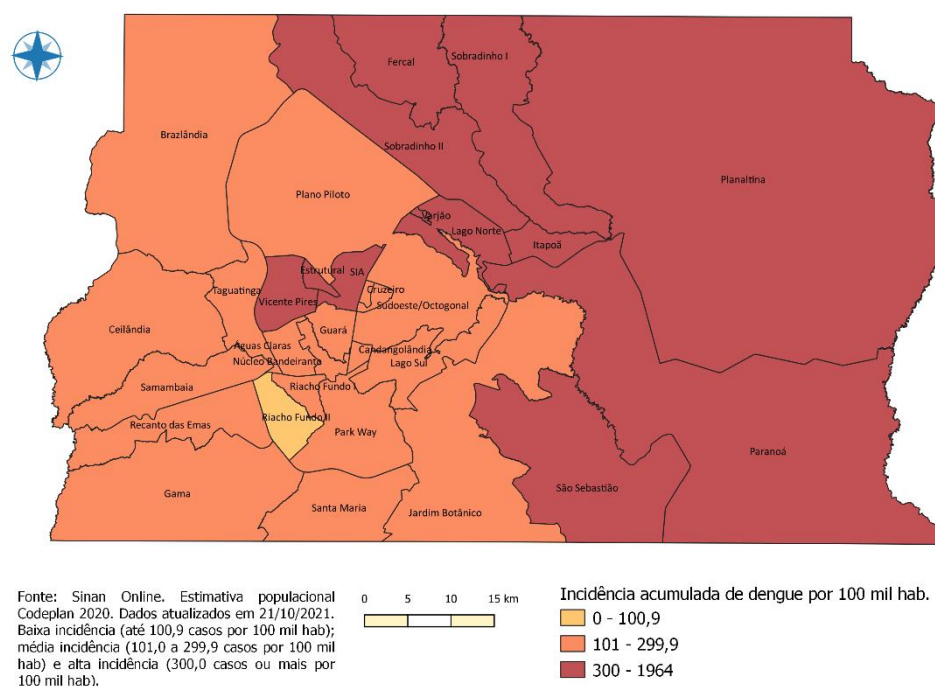 Fercal
Sobradinho I
Brazlândia
Sobradinho II
Planaltina
Plano Piloto
Varjão
Lago Norte
Itapoã
Estrutural
SIA
Taguatinga
Vicente Pires
Cruzeiro
Sudoeste/Octogonal
Ceilândia
Guará
Águas Claras
Candangolândia
Núcleo Bandeirante
Lago Sul
Samambaia
Riacho Fundo I
Riacho Fundo II
Recanto das Emas
Park Way
Paranoá
Gama
São Sebastião
Santa Maria
Jardim Botânico
Fonte: Sinan Online. Estimativa populacional
Codeplan 2020. Dados atualizados em 21/10/2021.
Baixa incidência (até 100,9 casos por 100 mil hab);
média incidência (101,0 a 299,9 casos por 100 mil
hab) e alta incidência (300,0 casos ou mais por
100 mil hab).
0 5 10 15 km
Incidência acumulada de dengue por 100 mil hab.
0 - 100,9
101 - 299,9
300 - 1964